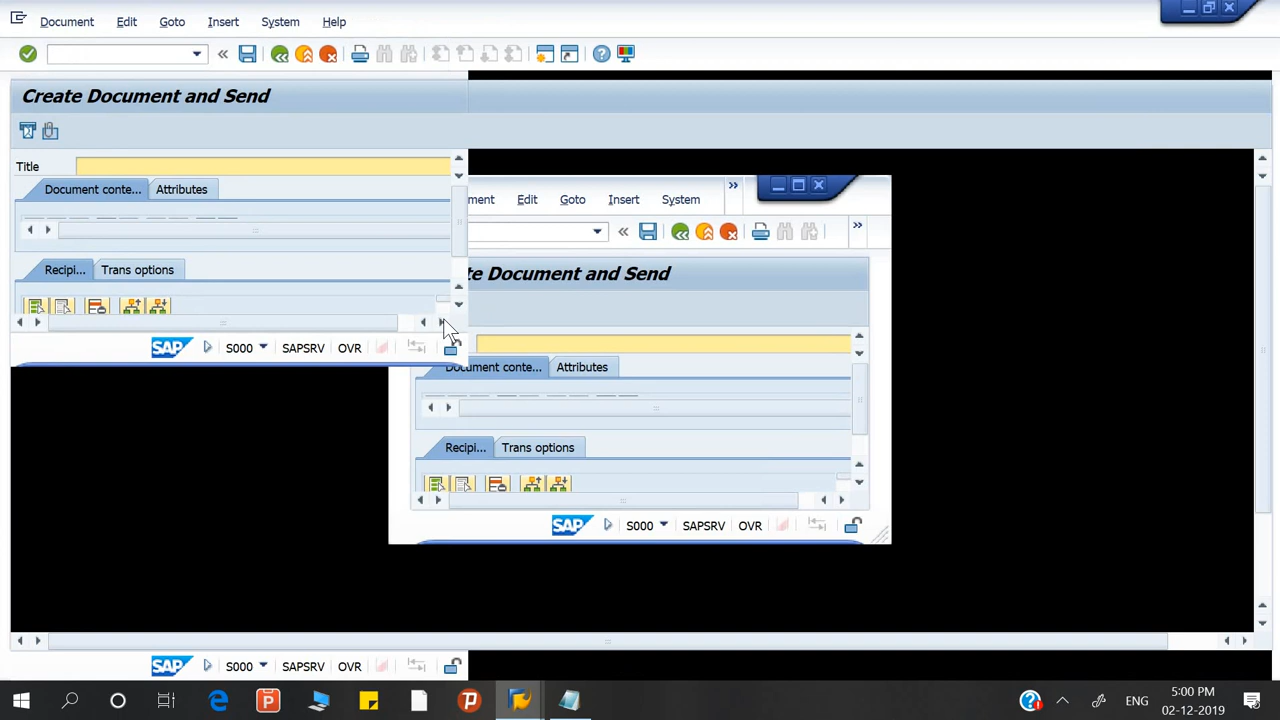 Document Edit Goto Insert System Help
Create Document and Send
Title
Document conte... Attributes
Recipi... Trans options
SAP S000 SAPSRV OVR
ment Edit Goto Insert System
te Document and Send
Document conte... Attributes
Recipi... Trans options
SAP S000 SAPSRV OVR
SAP S000 SAPSRV OVR
ENG 5:00 PM
02-12-2019